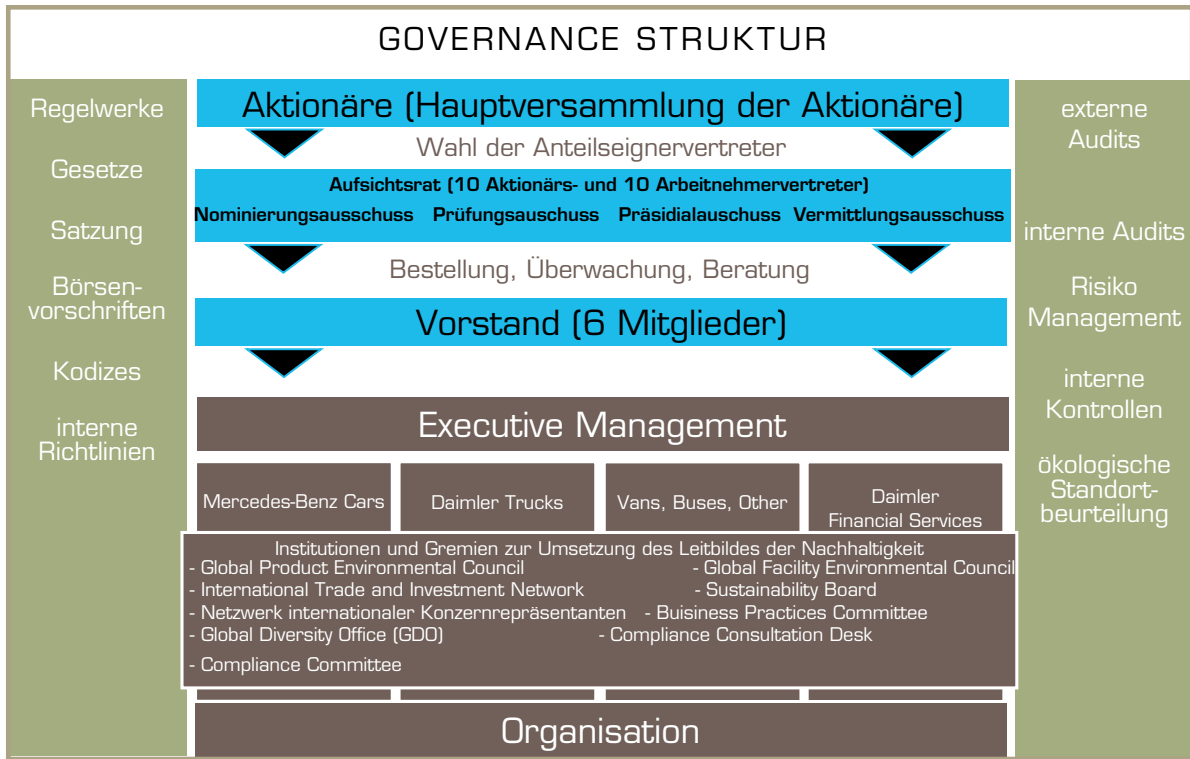 GOVERNANCE STRUKTUR
Regelwerke
Gesetze
Satzung
Börsen-
vorschriften
Kodizes
interne
Richtlinien
Aktionäre (Hauptversammlung der Aktionäre)
Wahl der Anteilseignervertreter
Aufsichtsrat (10 Aktionärs- und 10 Arbeitnehmervertreter)
Nominierungsausschuss Prüfungsauschuss Präsidialauschuss Vermittlungsausschuss
Bestellung, Überwachung, Beratung
Vorstand (6 Mitglieder)
Executive Management
Mercedes-Benz Cars
Daimler Trucks
Vans, Buses, Other
Daimler
Financial Services
Institutionen und Gremien zur Umsetzung des Leitbildes der Nachhaltigkeit
- Global Product Environmental Council - Global Facility Environmental Council
- International Trade and Investment Network - Sustainability Board
- Netzwerk internationaler Konzernrepräsentanten - Buisiness Practices Committee
- Global Diversity Office (GDO) - Compliance Consultation Desk
- Compliance Committee
Organisation
externe
Audits
interne Audits
Risiko
Management
interne
Kontrollen
ökologische
Standort-
beurteilung